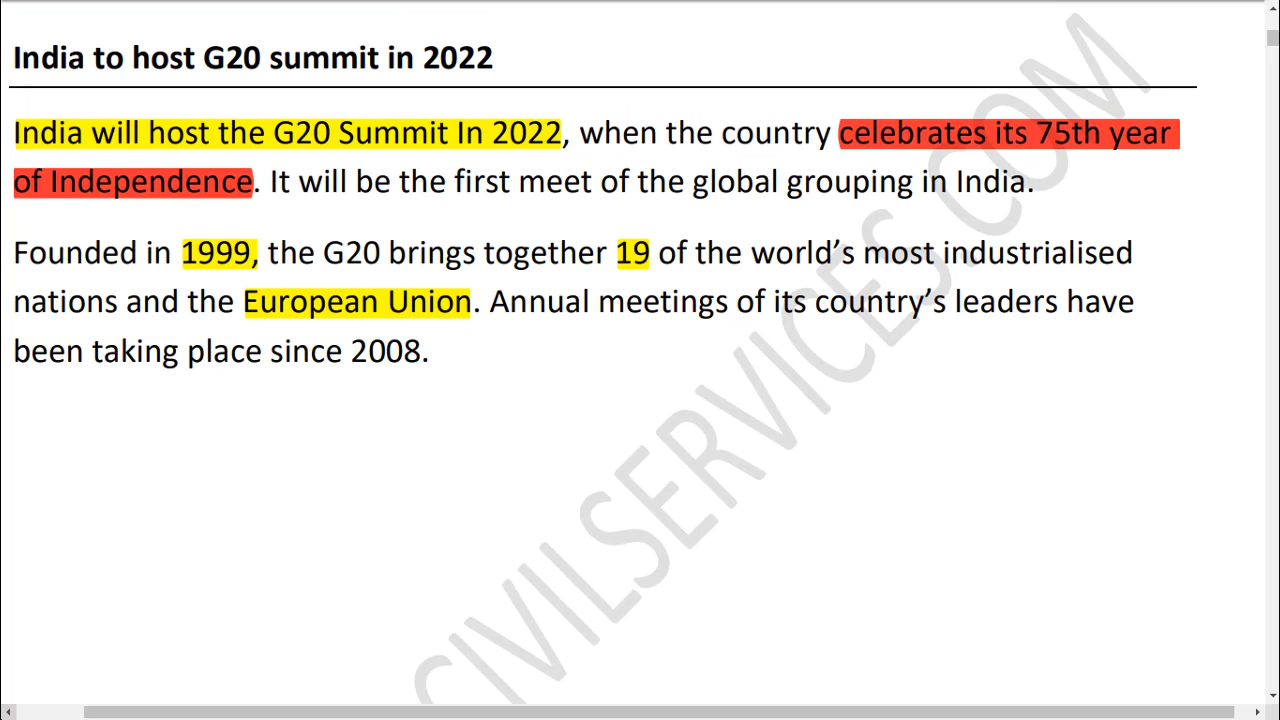 India to host G20 summit in 2022
India will host the G20 Summit In 2022, when the country celebrates its 75th year
of Independence. It will be the first meet of the global grouping in India.
Founded in 1999, the G20 brings together 19 of the world’s most industrialised
nations and the European Union. Annual meetings of its country’s leaders have
been taking place since 2008.
CIVILSERVICES.COM